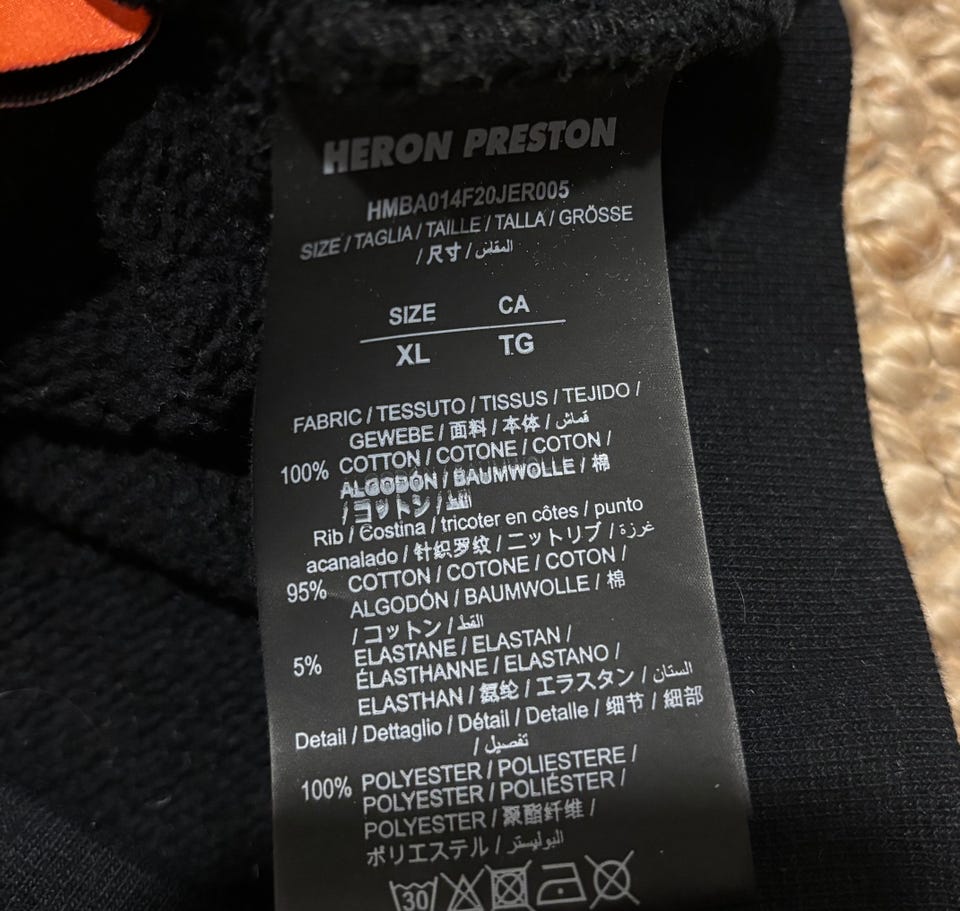 HERON PRESTON
HMBA014F20JER005
SIZE / TAGLIA / TAILLE / TALLA / GRÖSSE
/ 尺寸 / المقاس
SIZE CA
XL TG
FABRIC / TESSUTO / TISSUS / TEJIDO /
GEWEBE / 面料 / 本体 / قماش
100% COTTON / COTONE / COTON /
ALGODÓN / BAUMWOLLE / 棉
/ コットン / القط
Rib / Costina / tricoter en côtes / punto
acanalado / 针织罗纹 / ニットリブ / غرزة
95% COTTON / COTONE / COTON /
ALGODÓN / BAUMWOLLE / 棉
/ コットン / القط
5% ELASTANE / ELASTAN /
ÉLASTHANNE / ELASTANO /
ELASTHAN / 氨纶 / エラスタン / الستان
Detail / Dettaglio / Détail / Detalle / 细节 / 細部
/ تفصيل
100% POLYESTER / POLIESTERE /
POLYESTER / POLIÉSTER /
POLYESTER / 聚酯纤维 /
ポリエステル / البوليستر
30